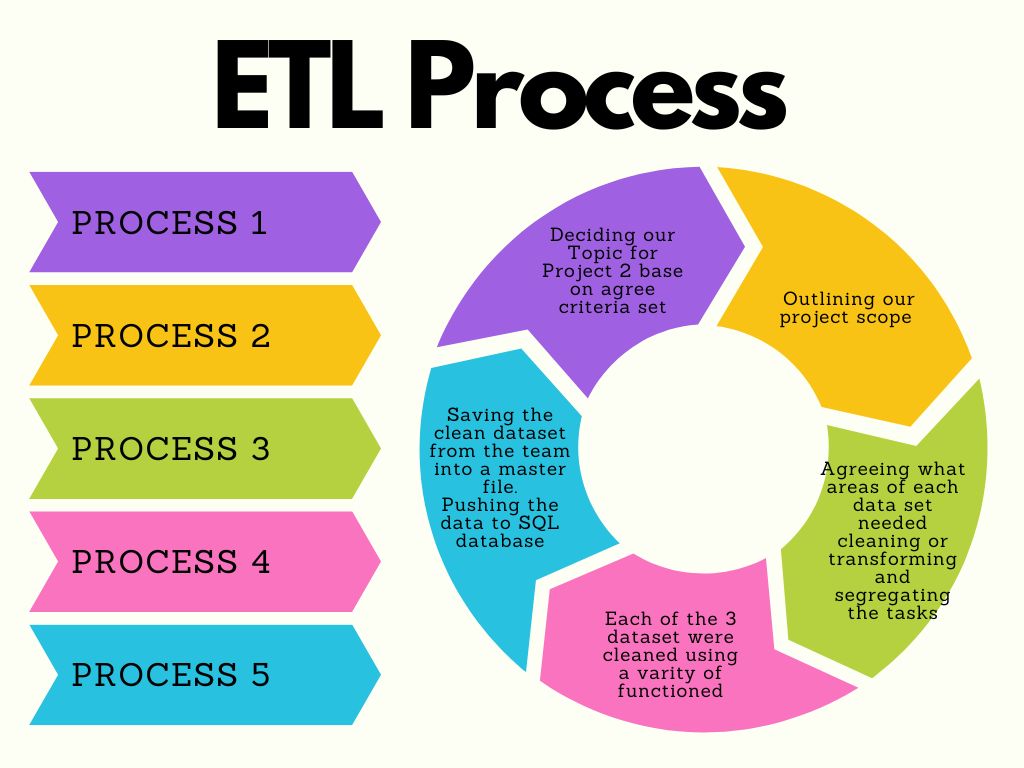 ETL Process
PROCESS 1
PROCESS 2
PROCESS 3
PROCESS 4
PROCESS 5
Deciding our
Topic for
Project 2 base
on agree
criteria set
Outlining our
project scope
Agreeing what
areas of each
data set
needed
cleaning or
transforming
and
segregating
the tasks
Each of the 3
dataset were
cleaned using
a varity of
functioned
Saving the
clean dataset
from the team
into a master
file.
Pushing the
data to SQL
database